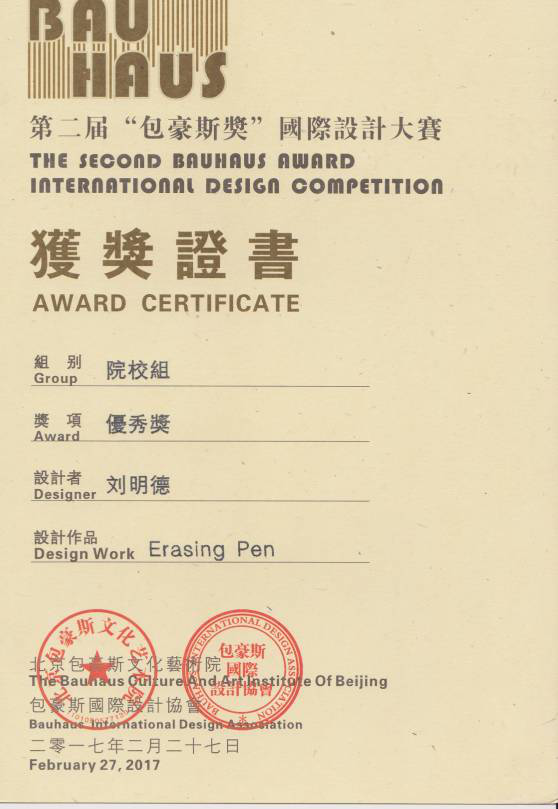 BAU
HAUS
第二届“包豪斯獎”國際設計大賽
THE SECOND BAUHAUS AWARD
INTERNATIONAL DESIGN COMPETITION
獲獎證書
AWARD CERTIFICATE
組 别 院校組
Group
獎 項 優秀獎
Award
設計者 刘明德
Designer
設計作品
Design Work Erasing Pen
北京包豪斯文化艺术院
包豪斯
國際
設計協會
BAUHAUS INTERNATIONAL DESIGN ASSOCIATION
北京包豪斯文化藝術院
The Bauhaus Culture And Art Institute Of Beijing
包豪斯國際設計協會
Bauhaus International Design Association
二零一七年二月二十七日
February 27, 2017